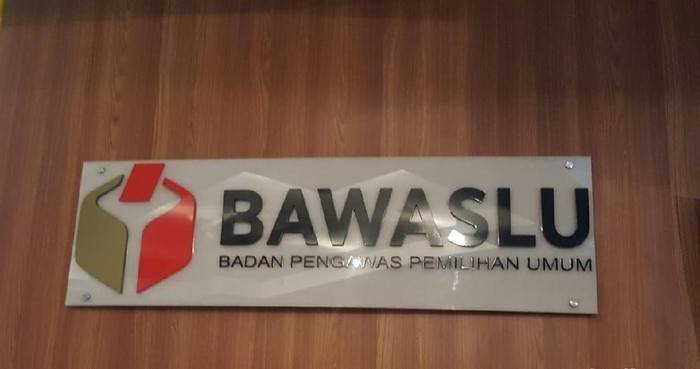 BAWASLU
BADAN PENGAWAS PEMILIHAN UMUM